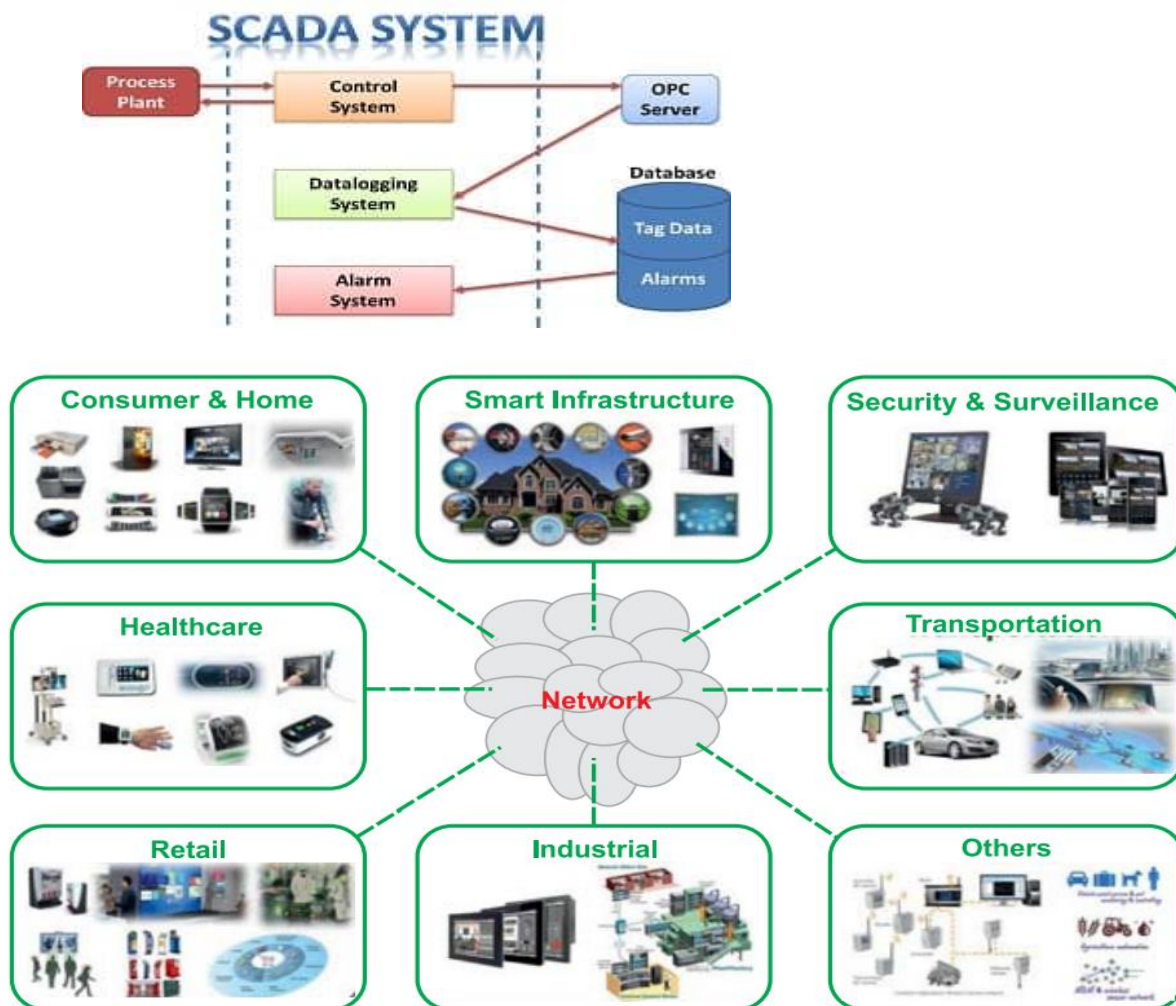 SCADA SYSTEM
Process
Plant
Control
System
OPC
Server
Datalogging
System
Database
Tag Data
Alarms
Alarm
System
Consumer & Home
Smart Infrastructure
Security & Surveillance
Healthcare
Network
Transportation
Retail
Industrial
Others